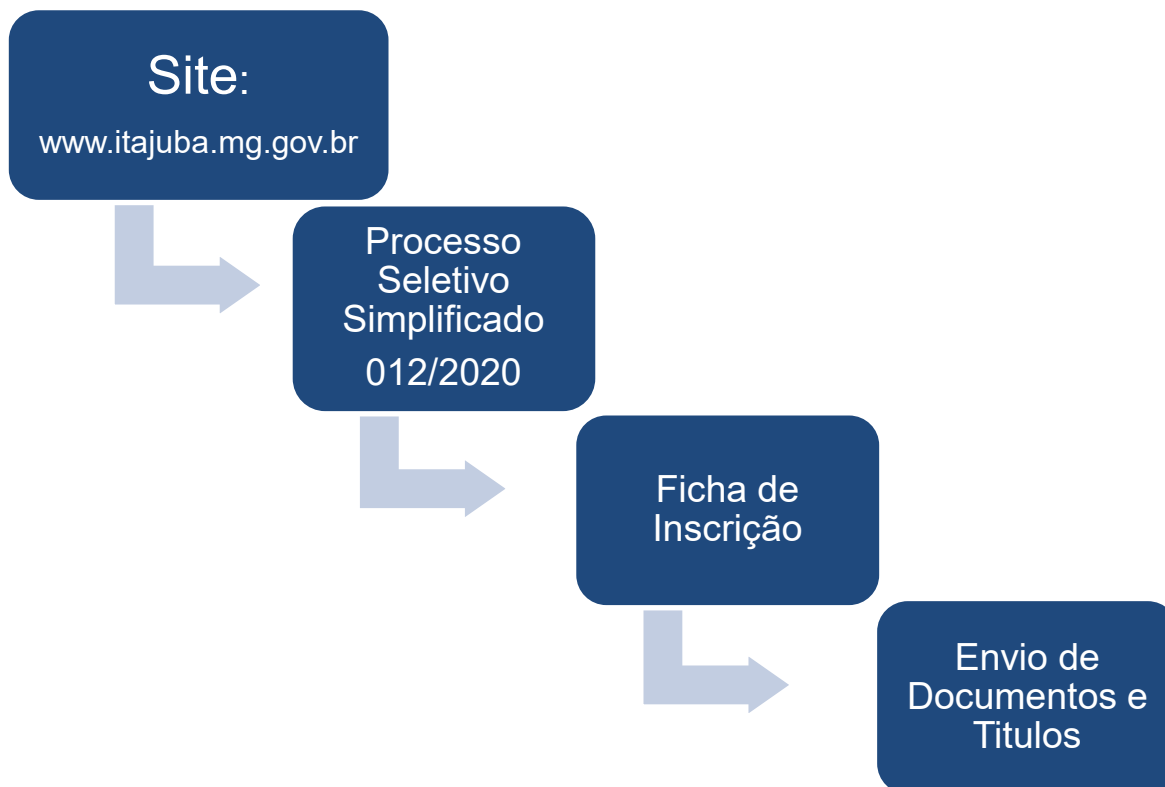 Site:
www.itajuba.mg.gov.br
Processo
Seletivo
Simplificado
012/2020
Ficha de
Inscrição
Envio de
Documentos e
Titulos